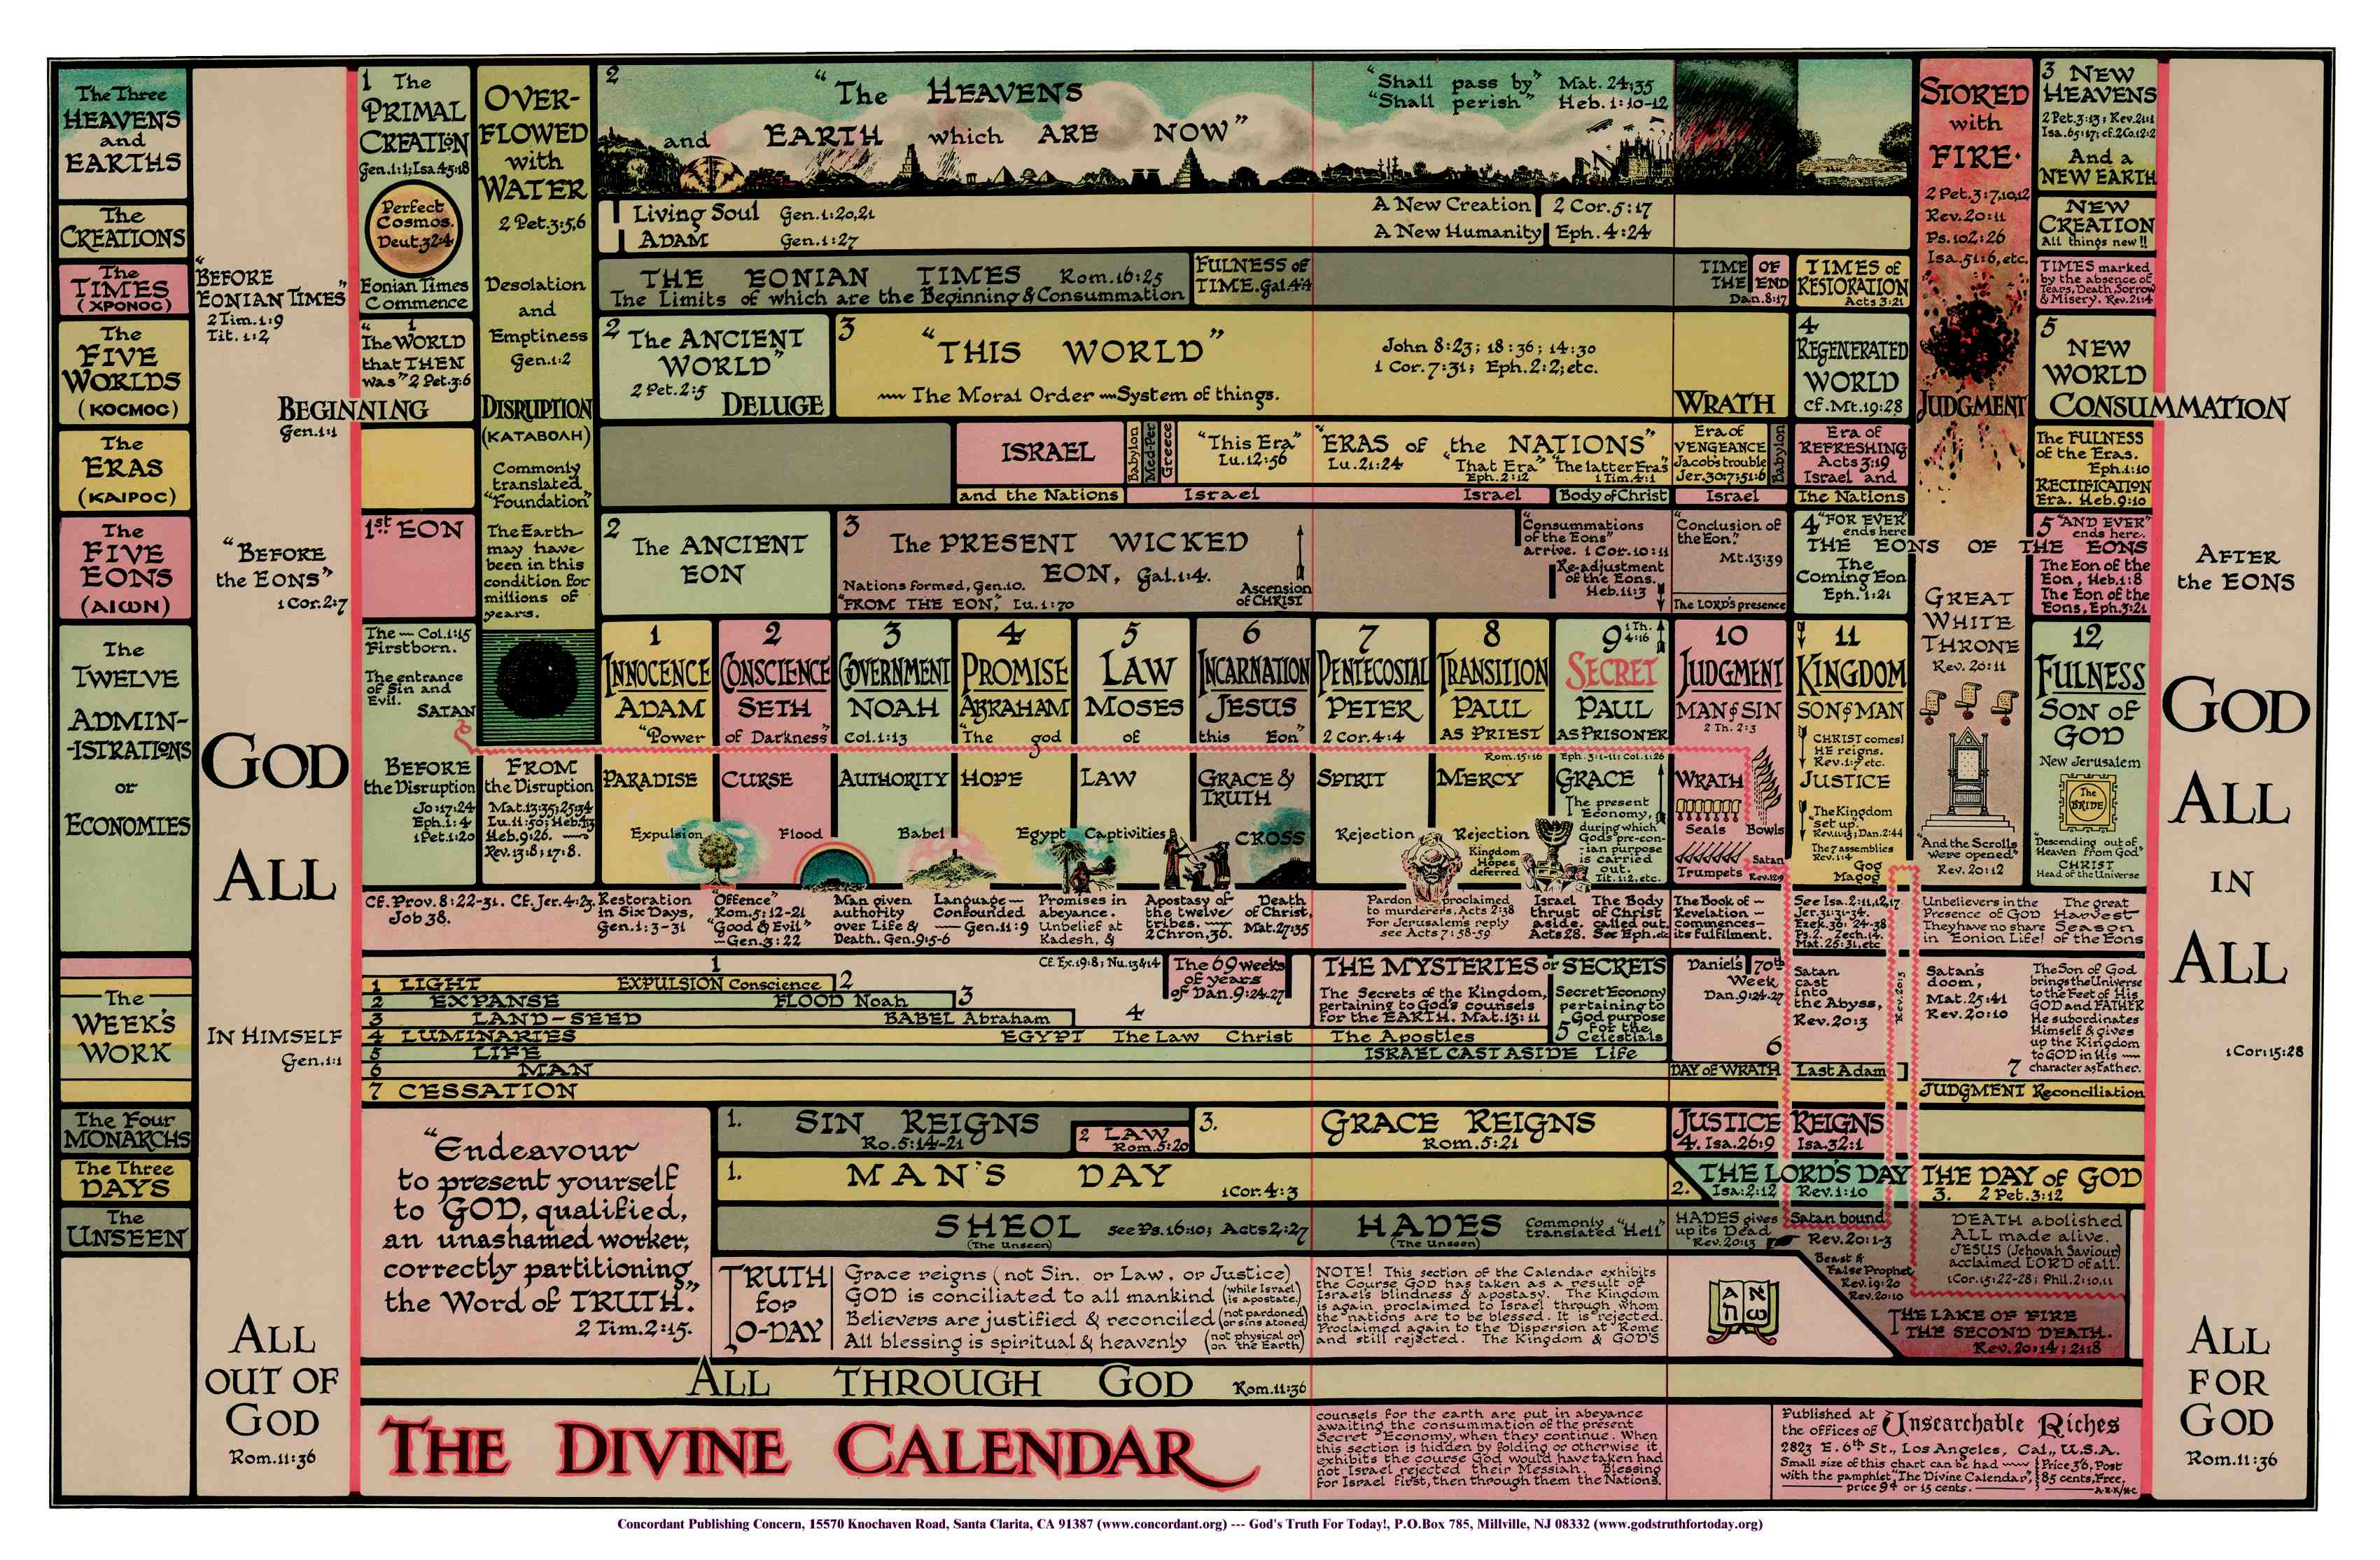 The Three
HEAVENS
and
EARTHS
The
CREATIONS
The
TIMES
(ΧΡΟΝΟC)
The
FIVE
WORLDS
(ΚΟCΜΟC)
The
ERAS
(ΚΑΙΡΟC)
The
FIVE
EONS
(ΑΙωΝ)
The
TWELVE
ADMIN-
-ISTRATIONS
or
ECONOMIES
The
WEEK'S
WORK
The Four
MONARCHS
The Three
DAYS
The
UNSEEN
"BEFORE
EONIAN TIMES"
2 Tim.1:9
Tit. 1:2
BEGINNING
Gen.1:1
"BEFORE
the EONS"
1 Cor.2:7
GOD
ALL
IN HIMSELF
Gen.1:1
ALL
OUT OF
GOD
Rom.11:36
1 The
PRIMAL
CREATION
Gen.1:1; Isa.45:18
Perfect
Cosmos.
Deut.32:4
Eonian Times
Commence
1
"The WORLD
that THEN
was" 2 Pet.3:6
1st EON
The — Col.1:15
Firstborn.
The entrance
of Sin and
Evil.
SATAN
BEFORE
the Disruption
Jo:17:24
Eph.1:4
1Pet.1:20
OVER-
FLOWED
with
WATER
2 Pet.3:5,6
Desolation
and
Emptiness
Gen.1:2
DISRUPTION
(ΚΑΤΑΒΟΛΗ)
Commonly
translated
"Foundation"
The Earth
may have
been in this
condition for
millions of
years.
FROM
the Disruption
Mat.13:35; 25:34
Lu.11:50; Heb.4:3
Heb.9:26. —
Rev.13:8; 17:8.
2 "The HEAVENS
and EARTH which ARE NOW"
"Shall pass by" Mat. 24:35
"Shall perish" Heb. 1:10-12
Living Soul Gen.1:20,21
ADAM Gen.1:27
A New Creation 2 Cor.5:17
A New Humanity Eph. 4:24
THE EONIAN TIMES Rom.16:25
The Limits of which are the Beginning & Consummation
FULNESS of
TIME. Gal.4:4
TIME OF
THE END
Dan.8:17
TIMES of
RESTORATION
Acts 3:21
2 The ANCIENT
WORLD"
2 Pet.2:5 DELUGE
3 "THIS WORLD"
The Moral Order System of things.
John 8:23; 18:36; 14:30
1 Cor.7:31; Eph.2:2; etc.
WRATH
4
REGENERATED
WORLD
Cf. Mt.19:28
ISRAEL
Babylon
Med-Per
Greece
"This Era"
Lu.12:56
"ERAS of the NATIONS"
Lu.21:24 "That Era" "The latter Eras"
Eph.2:12 1 Tim.4:1
Era of
VENGEANCE
Jacob's trouble
Jer.30:7; 51:6
Babylon
Era of
REFRESHING
Acts 3:19
Israel and
and the Nations
Israel
Israel
Body of Christ
Israel
The Nations
2 The ANCIENT
EON
3 The PRESENT WICKED
EON, Gal.1:4.
Nations formed, Gen.10.
"FROM THE EON", Lu.1:70
Ascension
of CHRIST
"Consummations
of the Eons"
arrive. 1 Cor.10:11
Re-adjustment
of the Eons.
Heb.11:3
"Conclusion of
the Eon."
Mt.13:39
The LORD'S presence
4 "FOR EVER"
ends here
THE EONS OF THE EONS
The
Coming Eon
Eph.1:21
1
INNOCENCE
ADAM
2
CONSCIENCE
SETH
3
GOVERNMENT
NOAH
4
PROMISE
ABRAHAM
5
LAW
MOSES
6
INCARNATION
JESUS
7
PENTECOSTAL
PETER
8
TRANSITION
PAUL
AS PRIEST
9 1 Th. 4:16
SECRET
PAUL
AS PRISONER
10
JUDGMENT
MAN of SIN
2 Th. 2:3
11
KINGDOM
SON of MAN
"Power of Darkness" Col.1:13 "The god of this Eon" 2 Cor.4:4
Rom.15:16
Eph.3:1-11; Col.1:26
PARADISE
CURSE
AUTHORITY
HOPE
LAW
GRACE &
TRUTH
SPIRIT
MERCY
GRACE
The present
Economy,
during which
God's pre-eon-
-ian purpose
is carried
out.
Tit.1:2, etc.
WRATH
Seals
Bowls
Trumpets
Satan
Rev.12:9
CHRIST comes!
HE reigns.
Rev.1:7 etc.
JUSTICE
The Kingdom
set up.
Rev.11:15; Dan.2:44
The 7 assemblies
Rev.1:4
Gog
Magog
Expulsion
Flood
Babel
Egypt
Captivities
CROSS
Rejection
Rejection
Kingdom
Hopes
deferred
Cf. Prov.8:22-31. Cf. Jer.4:23.
Job 38.
Restoration
in Six Days,
Gen.1:3-31
"Offence"
Rom.5:12-21
"Good & Evil"
—Gen.3:22
Man given
authority
over Life &
Death. Gen.9:5-6
Language—
Confounded
— Gen.11:9
Promises in
abeyance.
Unbelief at
Kadesh, &
Cf. Ex.19:8; Nu.13&14
Apostasy of
the twelve
tribes. —
2Chron.36.
Death
of Christ,
Mat.27:35
Pardon proclaimed
to murderers, Acts 2:38
For Jerusalem's reply
see Acts 7:58-59
Israel
thrust
aside.
Acts 28.
The Body
of Christ
called out.
See Eph. etc
The Book of —
Revelation —
commences—
its fulfilment.
See Isa.2:11,12,17
Jer.31:31-34.
Ezek.36:24-38
Ps.2. Zech.14.
Mat.25:31, etc
Unbelievers in the
Presence of GOD
They have no share
in Eonion Life!
The great
Harvest
Season
of the Eons
1
1 LIGHT EXPULSION Conscience 2
2 EXPANSE FLOOD Noah 3
3 LAND-SEED BABEL Abraham 4
4 LUMINARIES EGYPT The Law Christ The Apostles
5 LIFE ISRAEL CAST ASIDE Life
6 MAN DAY of WRATH Last Adam
7 CESSATION JUDGMENT Reconciliation
The 69 weeks
of years
of Dan.9:24-27
THE MYSTERIES or SECRETS
The Secrets of the Kingdom,
pertaining to God's counsels
for the EARTH. Mat.13:11
Secret Econony
pertaining to
God purpose
5 for the
Celestials
Daniel's 70th
Week
Dan.9:24-27
6
Satan
cast
into
the Abyss,
Rev.20:3
Rev.20:3
Satan's
doom,
Mat.25:41
Rev.20:10
The Son of God
brings the Universe
to the Feet of His
GOD and FATHER
He subordinates
Himself & gives
up the Kingdom
to GOD in His —
7 character as Father.
"Endeavour
to present yourself
to GOD, qualified,
an unashamed worker,
correctly partitioning
the Word of TRUTH."
2 Tim.2:15.
1. SIN REIGNS
Ro.5:14-21
2 LAW
Rom.5:20
3. GRACE REIGNS
Rom.5:21
JUSTICE REIGNS
4. Isa.26:9 Isa.32:1
1. MAN'S DAY
1Cor.4:3
THE LORD'S DAY
2. Isa:2:12 Rev.1:10
THE DAY of GOD
3. 2 Pet.3:12
SHEOL see Ps.16:10; Acts 2:27
(The Unseen)
HADES Commonly
(The Unseen) translated "Hell"
HADES gives
up its Dead
Rev.20:13
Satan bound
Rev.20:1-3
Beast &
False Prophet
Rev.19:20
Rev.20:10
DEATH abolished
ALL made alive.
JESUS (Jehovah Saviour)
acclaimed LORD of all.
1Cor.15:22-28; Phil.2:10,11
THE LAKE OF FIRE
THE SECOND DEATH.
Rev.20:14; 21:8
TRUTH
for
TO-DAY
Grace reigns (not Sin, or Law, or Justice)
GOD is conciliated to all mankind (while Israel is apostate.)
Believers are justified & reconciled (not pardoned or sins atoned)
All blessing is spiritual & heavenly (not physical or on the Earth)
NOTE! This section of the Calendar exhibits
the Course GOD has taken as a result of
Israel's blindness & apostasy. The Kingdom
is again proclaimed to Israel through whom
the nations are to be blessed. It is rejected.
Proclaimed again to the Dispersion at Rome
and still rejected. The Kingdom & GOD'S
ALL THROUGH GOD Rom.11:36
THE DIVINE CALENDAR
counsels for the earth are put in abeyance
awaiting the consummation of the present
Secret Economy, when they continue. When
this section is hidden by folding or otherwise it
exhibits the course God would have taken had
not Israel rejected their Messiah. Blessing
for Israel first, then through them the Nations.
Published at
the offices of Unsearchable Riches
2823 E. 6th St., Los Angeles, Cal., U.S.A.
Small size of this chart can be had
with the pamphlet "The Divine Calendar,"
price 9d or 15 cents.
Price 3/6, Post
85 cents, Free.
A·E·K/H·C
STORED
with
FIRE.
2 Pet.3:7,10,12
Rev.20:11
Ps.102:26
Isa.51:6, etc.
JUDGMENT
GREAT
WHITE
THRONE
Rev. 20:11
"And the Scrolls
were opened"
Rev. 20:12
3 NEW
HEAVENS
2 Pet.3:13; Rev.21:1
Isa.65:17; cf.2Co.12:2
And a
NEW EARTH
NEW
CREATION
All things new!!
TIMES marked
by the absence of
Tears, Death, Sorrow
& Misery. Rev.21:4
5
NEW
WORLD
CONSUMMATION
The FULNESS
of the Eras.
Eph.1:10
RECTIFICATION
Era. Heb.9:10
5 "AND EVER"
ends here.
The Eon of the
Eon, Heb.1:8
The Eon of the
Eons, Eph.3:21
12
FULNESS
SON of
GOD
New Jerusalem
The
BRIDE
"Descending out of
Heaven from God"
CHRIST
Head of the Universe
AFTER
the EONS
GOD
ALL
IN
ALL
1Cor:15:28
ALL
FOR
GOD
Rom.11:36
Concordant Publishing Concern, 15570 Knochaven Road, Santa Clarita, CA 91387 (www.concordant.org) --- God's Truth For Today!, P.O.Box 785, Millville, NJ 08332 (www.godstruthfortoday.org)